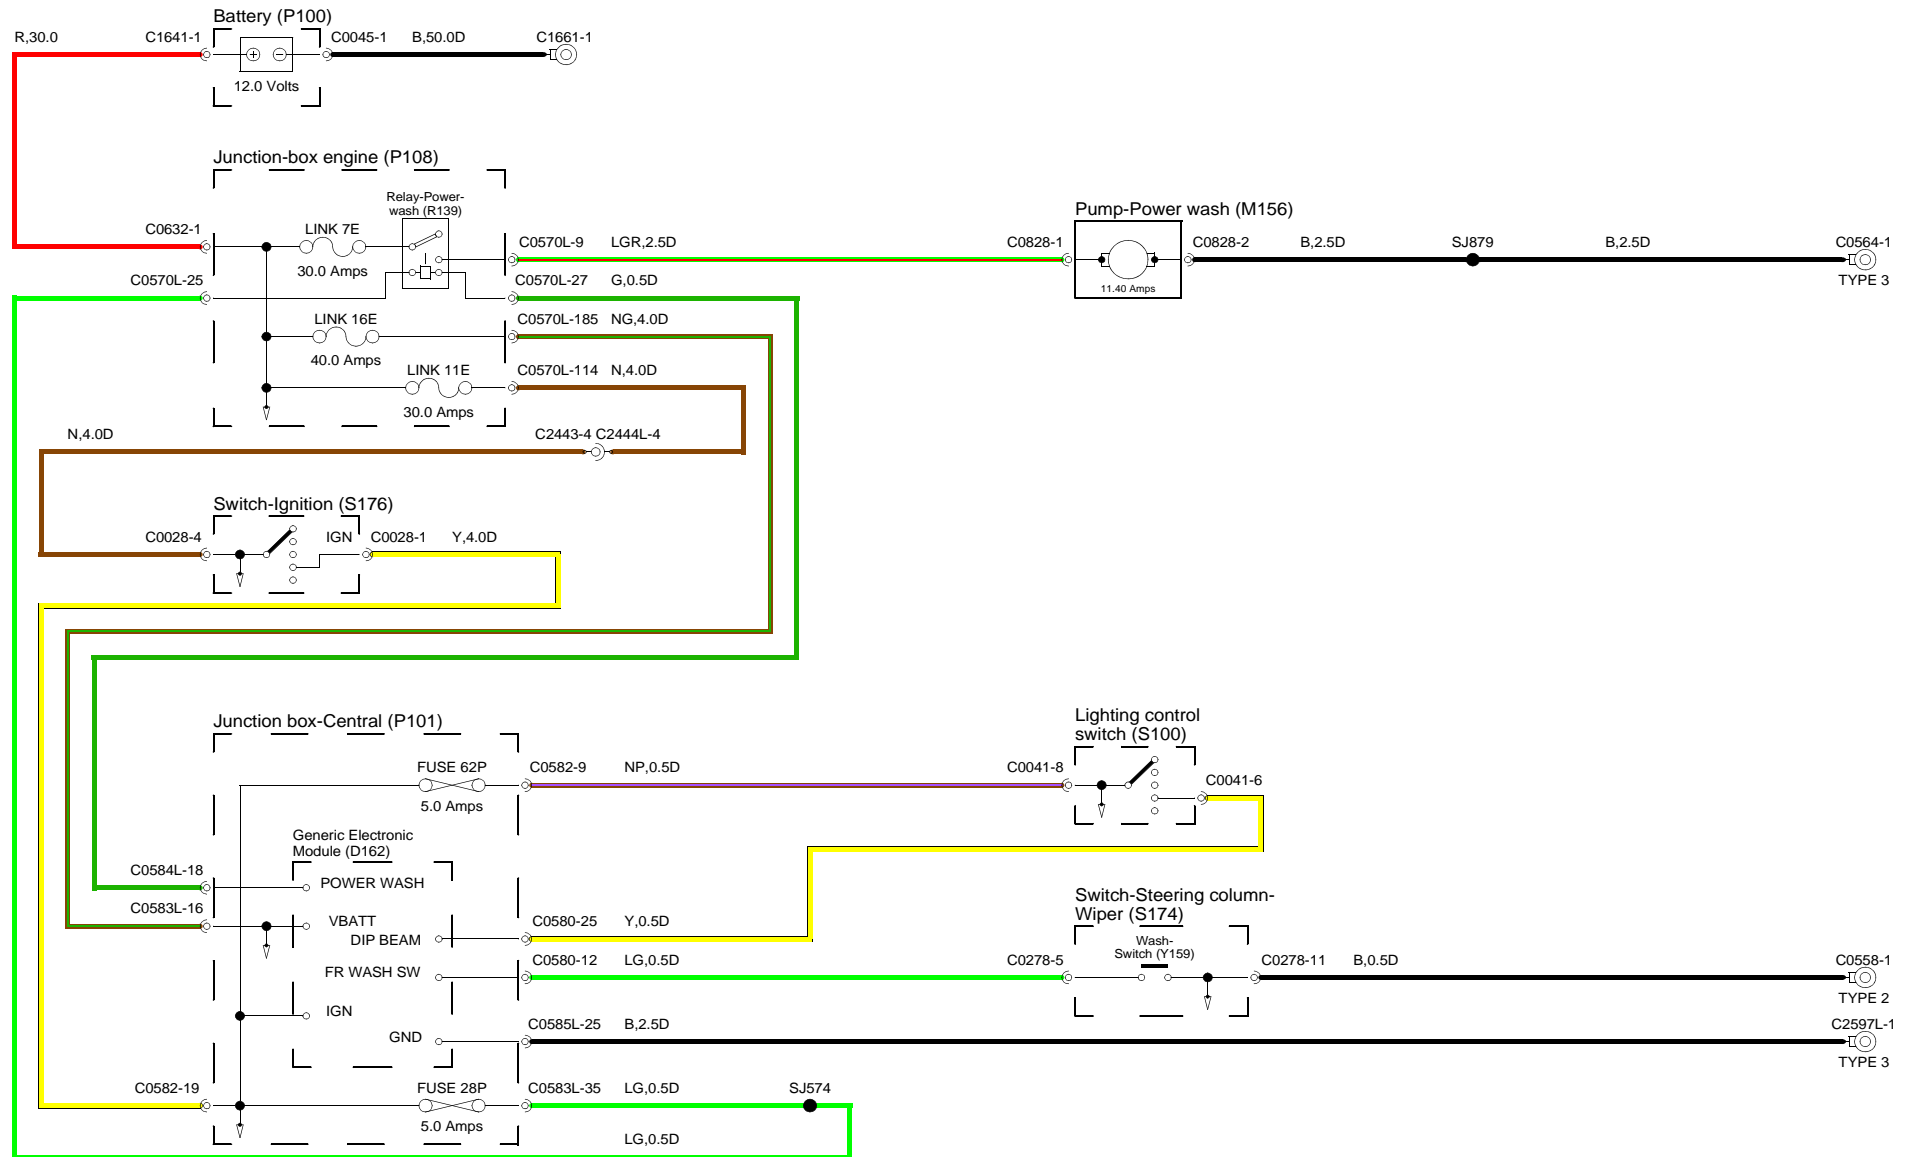 Battery (P100)
R,30.0
C1641-1
C0045-1
B,50.0D
C1661-1
12.0 Volts
Junction-box engine (P108)
Relay-Power-
wash (R139)
C0632-1
LINK 7E
30.0 Amps
C0570L-9
LGR,2.5D
C0828-1
Pump-Power wash (M156)
11.40 Amps
C0828-2
B,2.5D
SJ879
B,2.5D
C0564-1
TYPE 3
C0570L-25
C0570L-27
G,0.5D
LINK 16E
40.0 Amps
C0570L-185
NG,4.0D
LINK 11E
30.0 Amps
C0570L-114
N,4.0D
N,4.0D
C2443-4
C2444L-4
Switch-Ignition (S176)
C0028-4
IGN
C0028-1
Y,4.0D
Junction box-Central (P101)
FUSE 62P
5.0 Amps
C0582-9
NP,0.5D
C0041-8
Lighting control
switch (S100)
C0041-6
Generic Electronic
Module (D162)
C0584L-18
POWER WASH
C0583L-16
VBATT
DIP BEAM
C0580-25
Y,0.5D
FR WASH SW
C0580-12
LG,0.5D
C0278-5
Switch-Steering column-
Wiper (S174)
Wash-
Switch (Y159)
C0278-11
B,0.5D
C0558-1
TYPE 2
IGN
GND
C0585L-25
B,2.5D
C2597L-1
TYPE 3
C0582-19
FUSE 28P
5.0 Amps
C0583L-35
LG,0.5D
SJ574
LG,0.5D